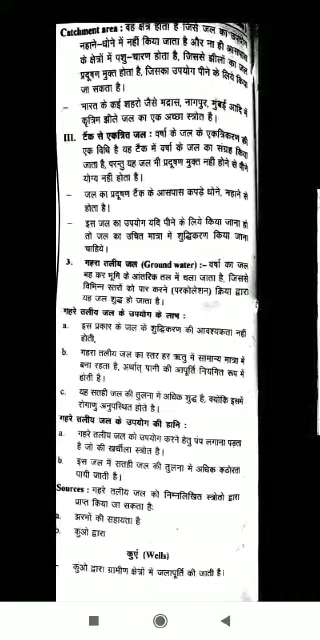 Catchment area : वह क्षेत्र होता है जिसे जल का उपयोग
नहाने-धोने में नहीं किया जाता है और ना ही आसपास
के क्षेत्रों में पशु-चारण होता है, जिससे झीलों का जल
प्रदूषण मुक्त होता है, जिसका उपयोग पीने के लिये किया
जा सकता है।
- भारत के कई शहरों जैसे मद्रास, नागपुर, मुंबई आदि में
कृत्रिम झीले जल का एक अच्छा स्त्रोत है।
III. टैंक से एकत्रित जल : वर्षा के जल के एकत्रिकरण की
एक विधि है यह टैंक में वर्षा के जल का संग्रह किया
जाता है, परन्तु यह जल भी प्रदूषण मुक्त नही होने से पीने
योग्य नही होता है।
- जल का प्रदूषण टैंक के आसपास कपड़े धोने, नहाने से
होता है।
- इस जल का उपयोग यदि पीने के लिये किया जाना हो
तो जल का उचित मात्रा में शुद्धिकरण किया जाना
चाहिये।
3. गहरा तलीय जल (Ground water) :- वर्षा का जल
बह कर भूमि के आंतरिक तल में चला जाता है, जिससे
विभिन्न स्तरों को पार करने (परकोलेशन) क्रिया द्वारा
यह जल शुद्ध हो जाता है।
गहरे तलीय जल के उपयोग के लाभ :
a. इस प्रकार के जल के शुद्धिकरण की आवश्यकता नही
होती,
b. गहरा तलीय जल का स्तर हर ऋतु में सामान्य मात्रा में
बना रहता है, अर्थात् पानी की आपूर्ति नियमित रूप में
होती है।
c. यह सतही जल की तुलना में अधिक शुद्ध है, क्योंकि इसमें
रोगाणु अनुपस्थित होते है।
गहरे तलीय जल के उपयोग की हानि :
a. गहरे तलीय जल को उपयोग करने हेतु पंप लगाना पड़ता
है जो की खर्चीला स्त्रोत है।
b. इस जल में सतही जल की तुलना में अधिक कठोरता
पायी जाती है।
Sources : गहरे तलीय जल को निम्नलिखित स्त्रोतो द्वारा
प्राप्त किया जा सकता है:
a. झरनों की सहायता है
b. कुओ द्वारा
कुएं (Wells)
- कुओ द्वारा ग्रामीण क्षेत्रों में जलापूर्ति की जाती है।